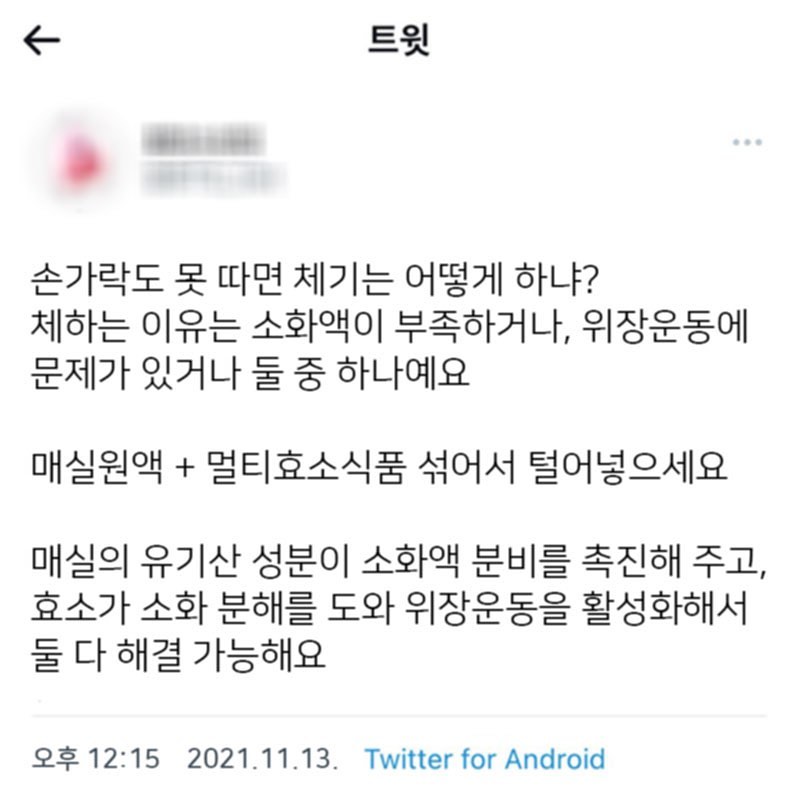 트윗
손가락도 못 따면 체기는 어떻게 하냐?
체하는 이유는 소화액이 부족하거나, 위장운동에
문제가 있거나 둘 중 하나예요
매실원액 + 멀티효소식품 섞어서 털어넣으세요
매실의 유기산 성분이 소화액 분비를 촉진해 주고,
효소가 소화 분해를 도와 위장운동을 활성화해서
둘 다 해결 가능해요
오후 12:15 2021.11.13. Twitter for Android